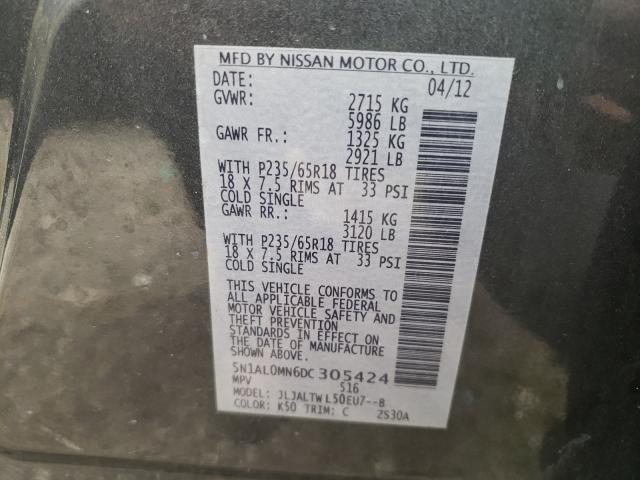 MFD BY NISSAN MOTOR CO., LTD.
DATE: 04/12
GVWR: 2715 KG
5986 LB
GAWR FR.: 1325 KG
2921 LB
WITH P235/65R18 TIRES
18 X 7.5 RIMS AT 33 PSI
COLD SINGLE
GAWR RR.: 1415 KG
3120 LB
WITH P235/65R18 TIRES
18 X 7.5 RIMS AT 33 PSI
COLD SINGLE
THIS VEHICLE CONFORMS TO
ALL APPLICABLE FEDERAL
MOTOR VEHICLE SAFETY AND
THEFT PREVENTION
STANDARDS IN EFFECT ON
THE DATE OF MANUFACTURE
SHOWN ABOVE.
5N1AL0MN6DC305424
MPV S16
MODEL: JLJALTWL50EU7--B
COLOR: K50 TRIM: C ZS30A